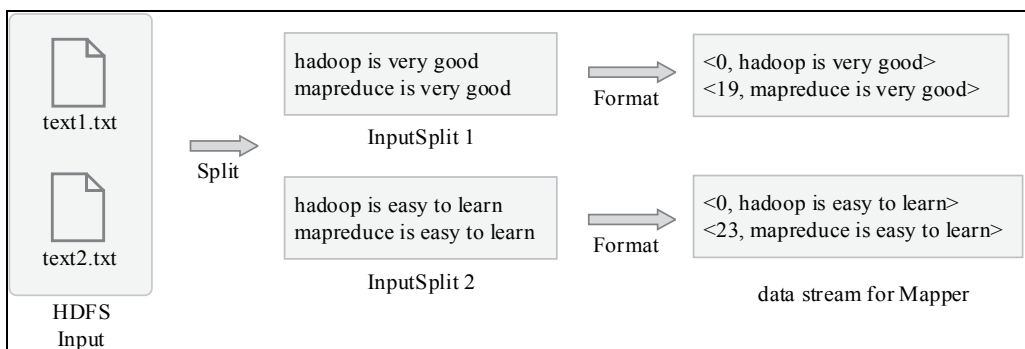 text1.txt
text2.txt
HDFS
Input
Split
hadoop is very good
mapreduce is very good
InputSplit 1
hadoop is easy to learn
mapreduce is easy to learn
InputSplit 2
Format
Format
<0, hadoop is very good>
<19, mapreduce is very good>
<0, hadoop is easy to learn>
<23, mapreduce is easy to learn>
data stream for Mapper